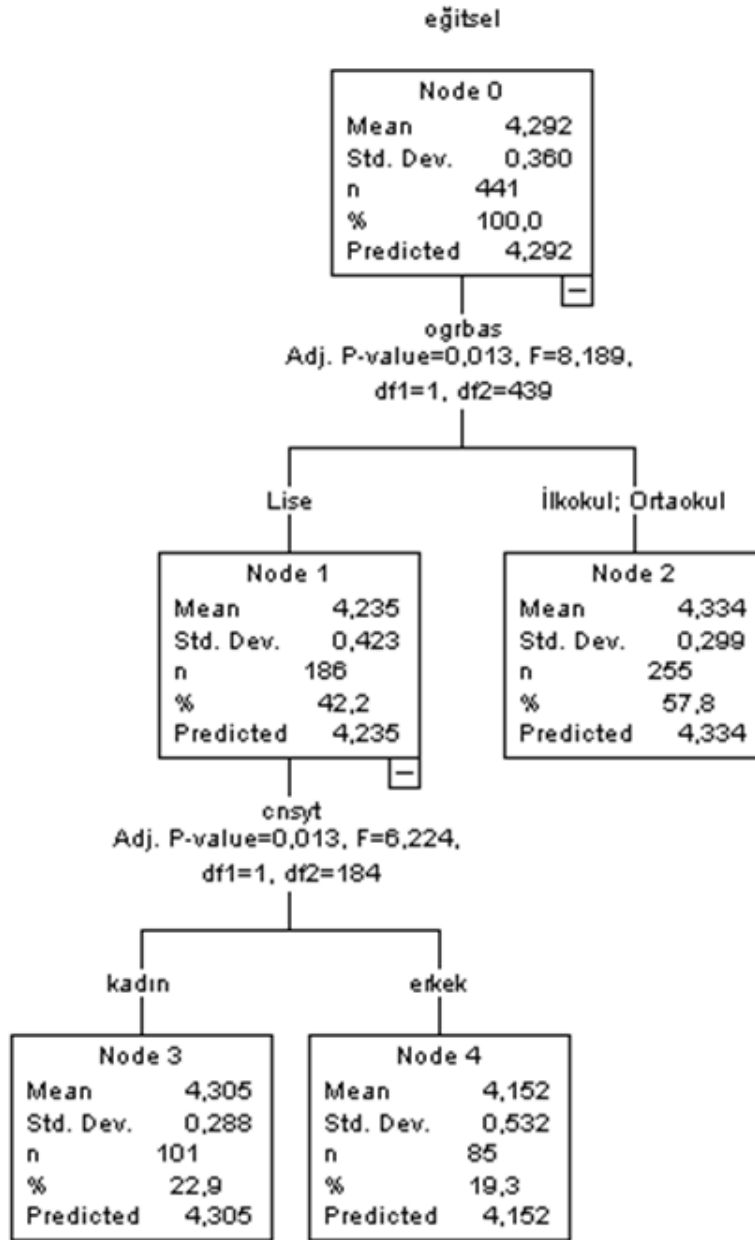 eğitsel
Node 0
Mean 4,292
Std. Dev. 0,360
n 441
% 100,0
Predicted 4,292
ogrbas
Adj. P-value=0,013, F=8,189,
df1=1, df2=439
Lise
İlkokul; Ortaokul
Node 1
Mean 4,235
Std. Dev. 0,423
n 186
% 42,2
Predicted 4,235
Node 2
Mean 4,334
Std. Dev. 0,299
n 255
% 57,8
Predicted 4,334
cnsyt
Adj. P-value=0,013, F=6,224,
df1=1, df2=184
kadın
erkek
Node 3
Mean 4,305
Std. Dev. 0,288
n 101
% 22,9
Predicted 4,305
Node 4
Mean 4,152
Std. Dev. 0,532
n 85
% 19,3
Predicted 4,152